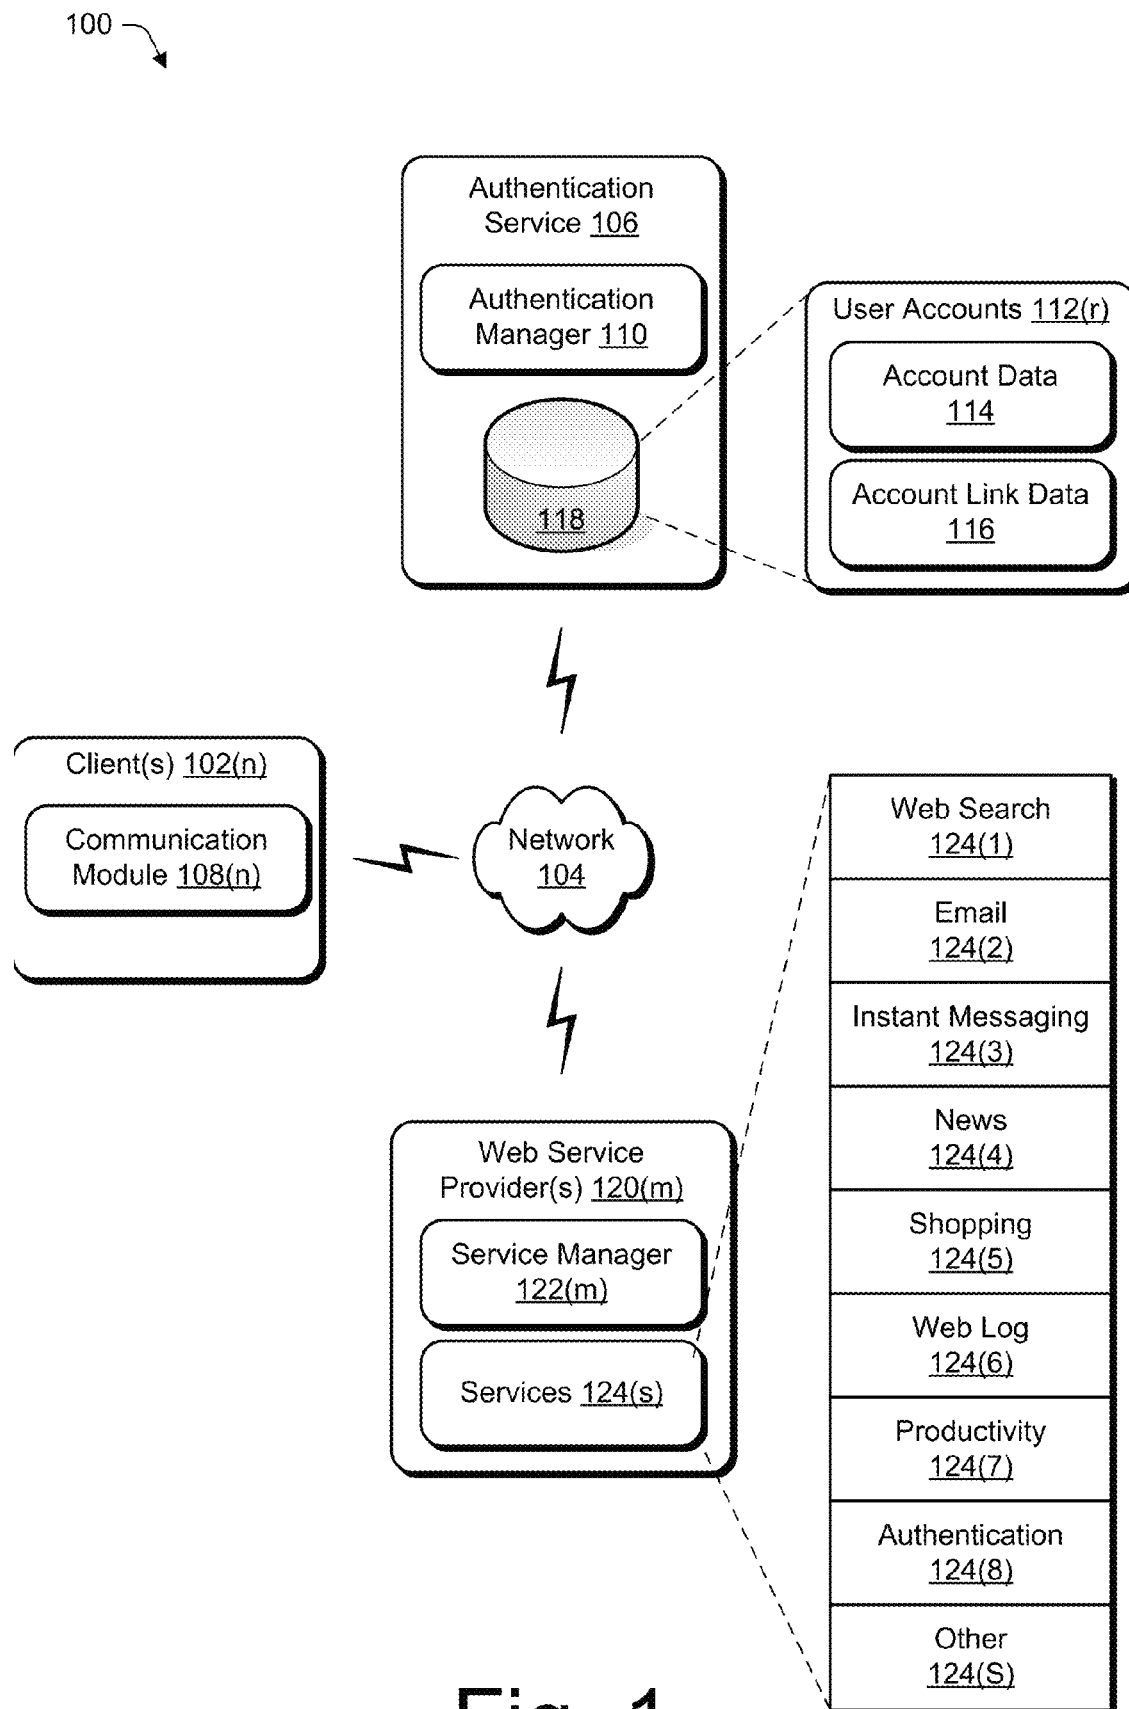 100
Authentication
Service 106
Authentication
Manager 110
118
User Accounts 112(r)
Account Data
114
Account Link Data
116
Client(s) 102(n)
Communication
Module 108(n)
Network
104
Web Service
Provider(s) 120(m)
Service Manager
122(m)
Services 124(s)
Web Search
124(1)
Email
124(2)
Instant Messaging
124(3)
News
124(4)
Shopping
124(5)
Web Log
124(6)
Productivity
124(7)
Authentication
124(8)
Other
124(S)
Fig. 1